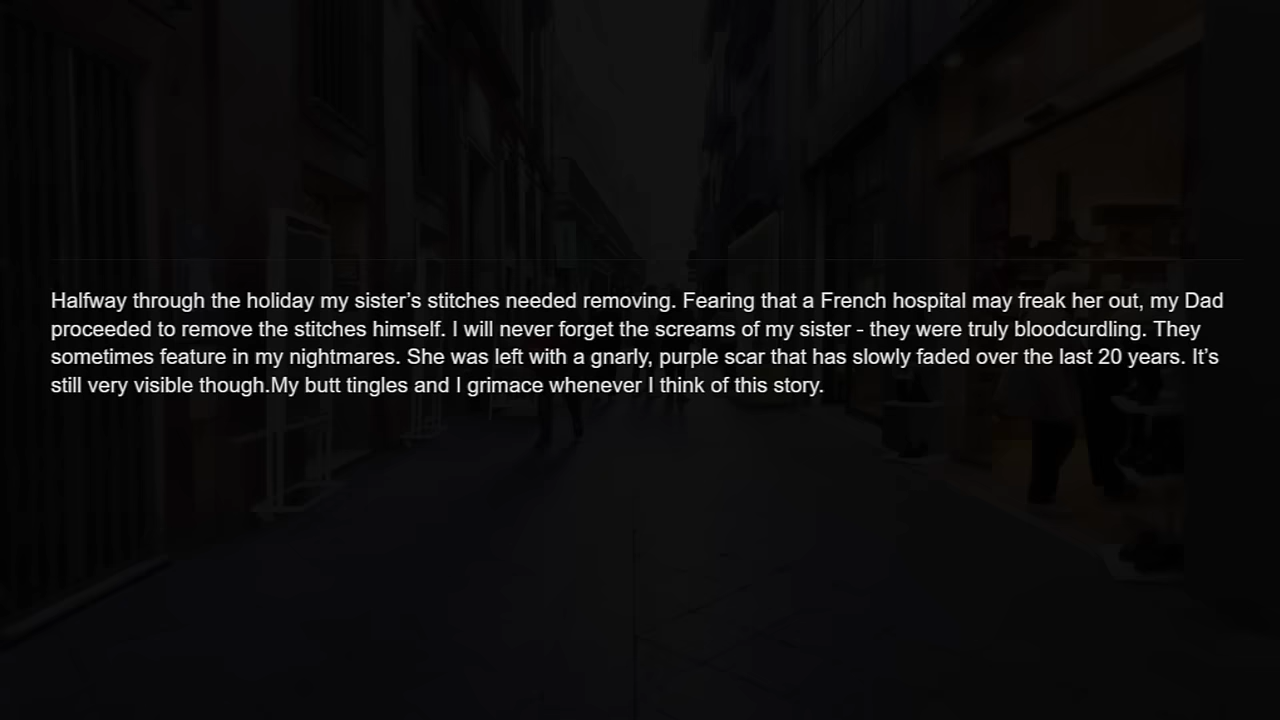 Halfway through the holiday my sister’s stitches needed removing. Fearing that a French hospital may freak her out, my Dad
proceeded to remove the stitches himself. I will never forget the screams of my sister - they were truly bloodcurdling. They
sometimes feature in my nightmares. She was left with a gnarly, purple scar that has slowly faded over the last 20 years. It’s
still very visible though.My butt tingles and I grimace whenever I think of this story.